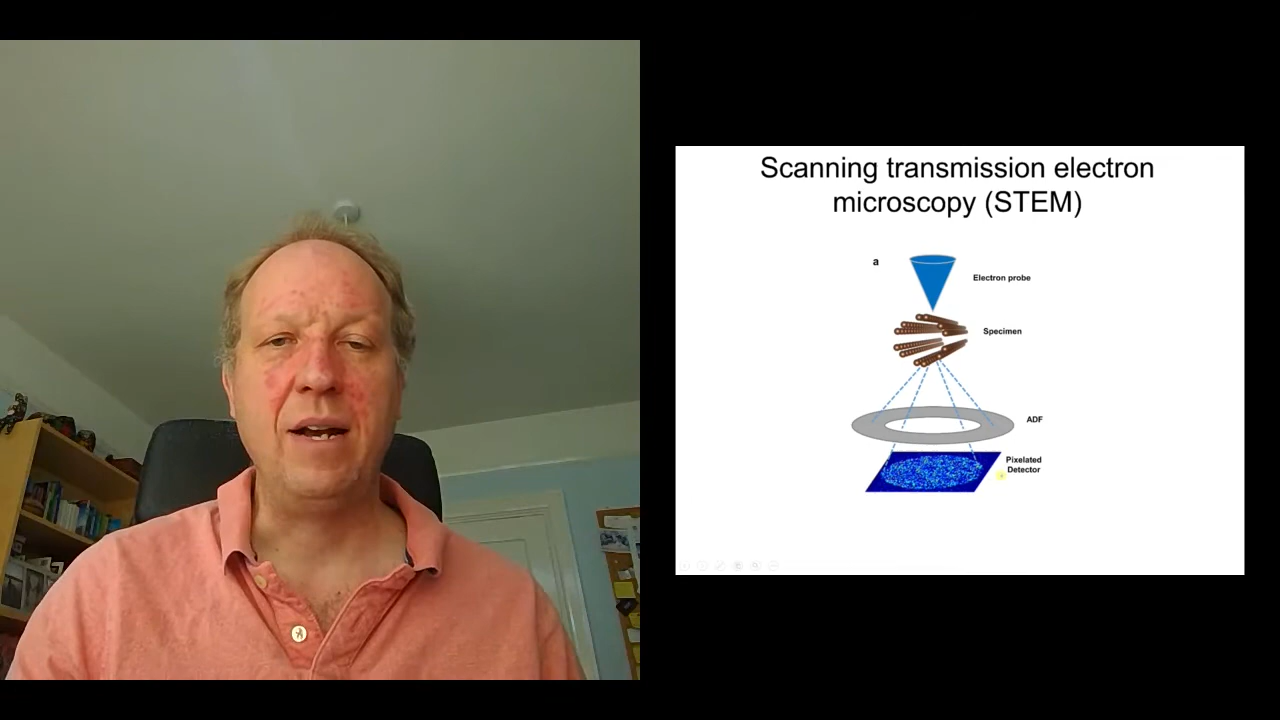 Scanning transmission electron
microscopy (STEM)
a
Electron probe
Specimen
ADF
Pixelated
Detector